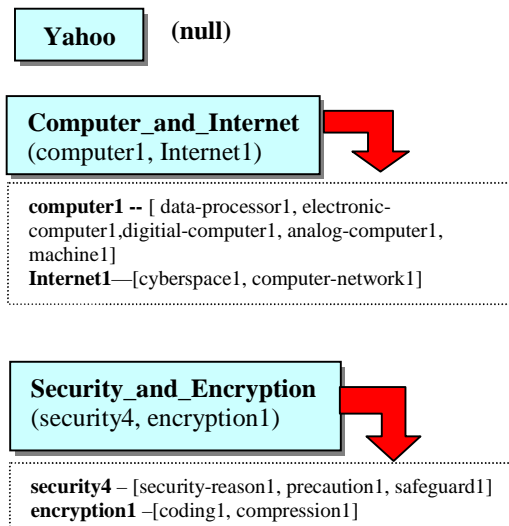 Yahoo (null)
Computer_and_Internet
(computer1, Internet1)
computer1 -- [ data-processor1, electronic-
computer1,digitial-computer1, analog-computer1,
machine1]
Internet1—[cyberspace1, computer-network1]
Security_and_Encryption
(security4, encryption1)
security4 – [security-reason1, precaution1, safeguard1]
encryption1 –[coding1, compression1]